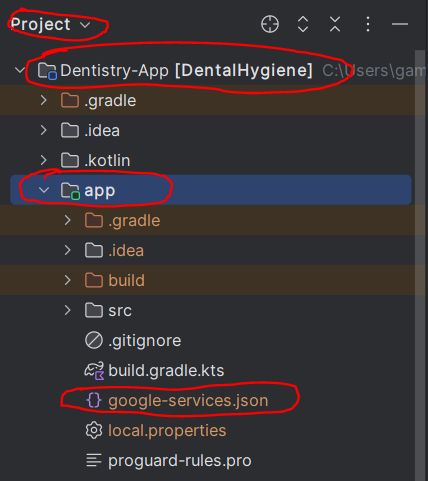 Project
Dentistry-App [DentalHygiene] C:\Users\gam
.gradle
.idea
.kotlin
app
.gradle
.idea
build
src
.gitignore
build.gradle.kts
google-services.json
local.properties
proguard-rules.pro